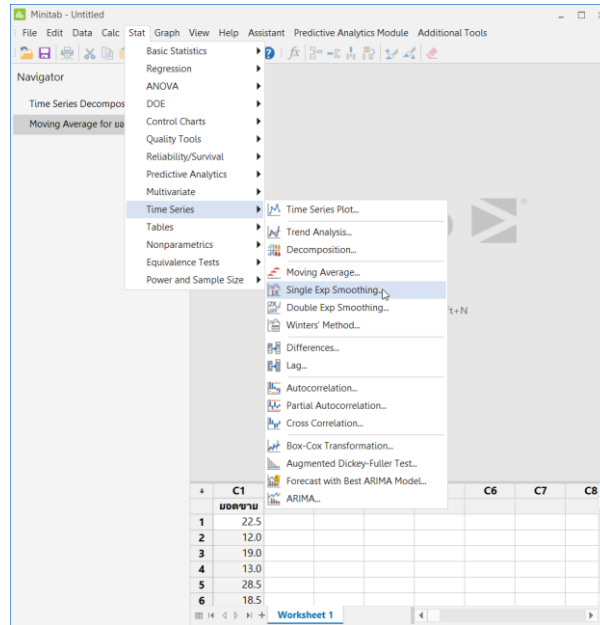 Minitab - Untitled
File Edit Data Calc Stat Graph View Help Assistant Predictive Analytics Module Additional Tools
Navigator
Time Series Decompos
Moving Average for
Basic Statistics
Regression
ANOVA
DOE
Control Charts
Quality Tools
Reliability/Survival
Predictive Analytics
Multivariate
Time Series
Tables
Nonparametrics
Equivalence Tests
Power and Sample Size
Time Series Plot...
Trend Analysis...
Decomposition...
Moving Average...
Single Exp Smoothing...
Double Exp Smoothing...
Winters' Method...
Differences...
Lag...
Autocorrelation...
Partial Autocorrelation...
Cross Correlation...
Box-Cox Transformation...
Augmented Dickey-Fuller Test...
Forecast with Best ARIMA Model...
ARIMA...
ft+N
C1 C6 C7 C8
ยอดขาย
1 22.5
2 12.0
3 19.0
4 13.0
5 28.5
6 18.5
Worksheet 1